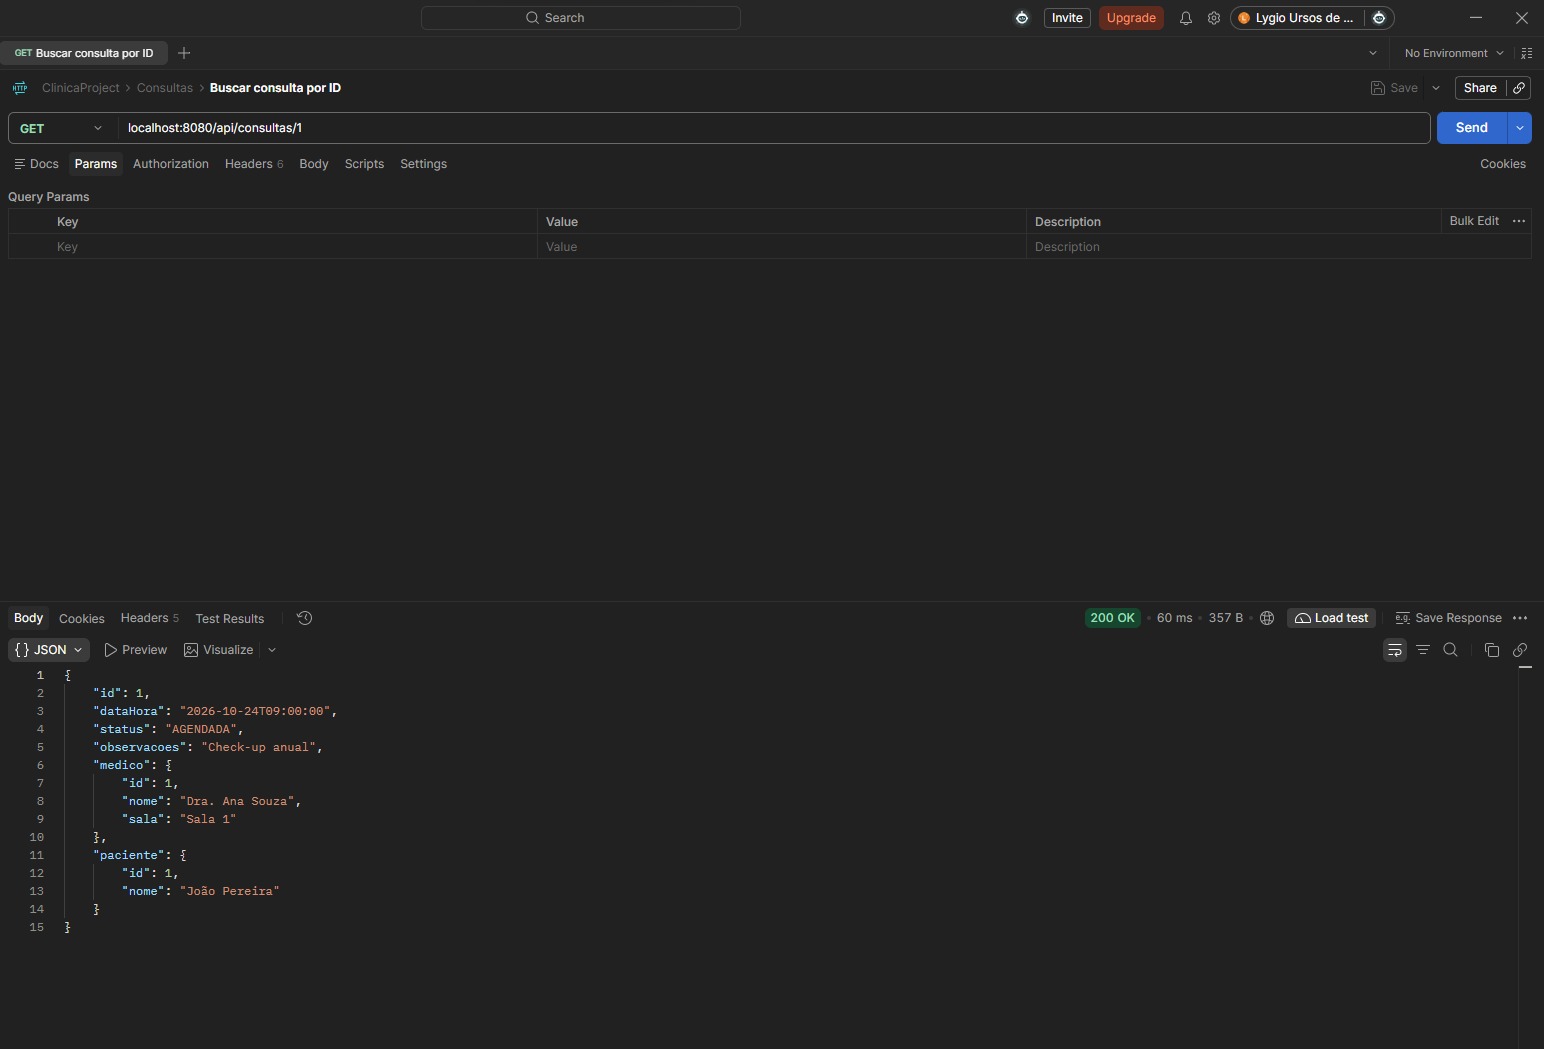 Search
Invite
Upgrade
Lygio Ursos de ...
GET Buscar consulta por ID
No Environment
HTTP ClinicaProject > Consultas > Buscar consulta por ID
Save
Share
GET
localhost:8080/api/consultas/1
Send
Docs Params Authorization Headers 6 Body Scripts Settings
Cookies
Query Params
Key Value Description Bulk Edit
Key Value Description
Body Cookies Headers 5 Test Results
200 OK • 60 ms • 357 B
Load test
e.g. Save Response
{ } JSON Preview Visualize
1 {
2 "id": 1,
3 "dataHora": "2026-10-24T09:00:00",
4 "status": "AGENDADA",
5 "observacoes": "Check-up anual",
6 "medico": {
7 "id": 1,
8 "nome": "Dra. Ana Souza",
9 "sala": "Sala 1"
10 },
11 "paciente": {
12 "id": 1,
13 "nome": "João Pereira"
14 }
15 }